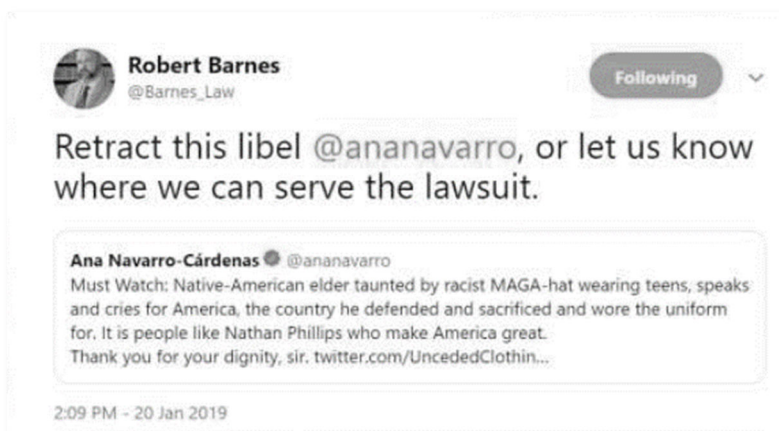 Robert Barnes
@Barnes_Law
Following
Retract this libel @ananavarro, or let us know
where we can serve the lawsuit.
Ana Navarro-Cárdenas @ananavarro
Must Watch: Native-American elder taunted by racist MAGA-hat wearing teens, speaks
and cries for America, the country he defended and sacrificed and wore the uniform
for. It is people like Nathan Phillips who make America great.
Thank you for your dignity, sir. twitter.com/UncededClothin...
2:09 PM - 20 Jan 2019